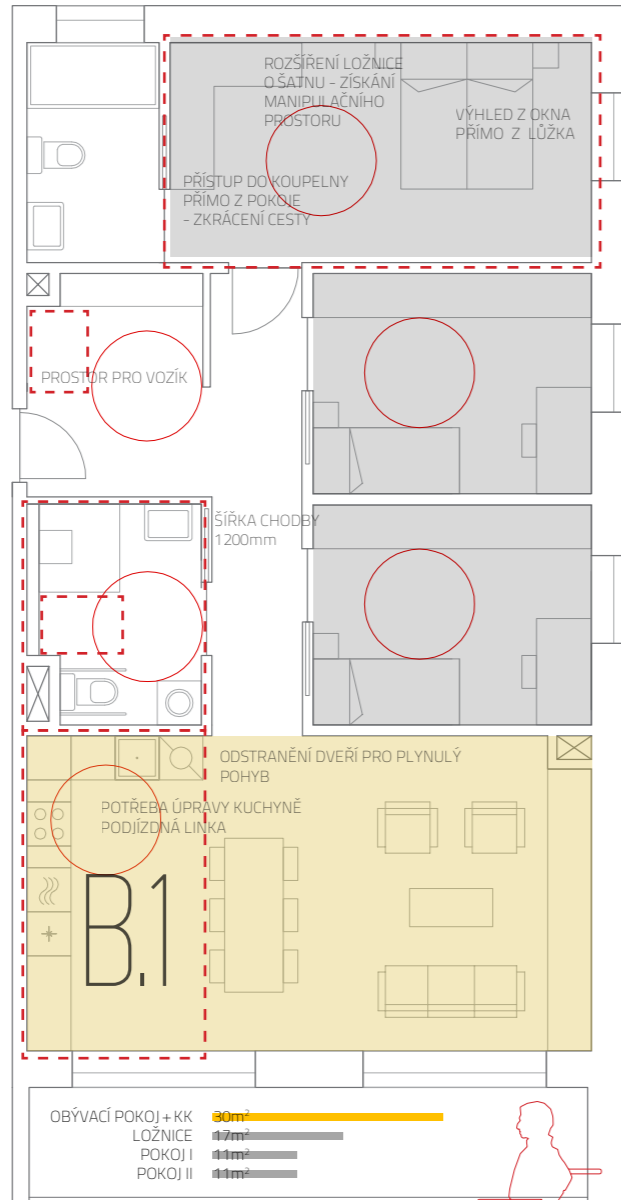 ROZŠÍŘENÍ LOŽNICE
O ŠATNU - ZÍSKÁNÍ
MANIPULAČNÍHO
PROSTORU
VÝHLED Z OKNA
PŘÍMO Z LŮŽKA
PŘÍSTUP DO KOUPELNY
PŘÍMO Z POKOJE
- ZKRÁCENÍ CESTY
PROSTOR PRO VOZÍK
ŠÍŘKA CHODBY
1200mm
ODSTRANĚNÍ DVEŘÍ PRO PLYNULÝ
POHYB
POTŘEBA ÚPRAVY KUCHYNĚ
PODJÍZDNÁ LINKA
B.1
OBÝVACÍ POKOJ + KK 30m²
LOŽNICE 17m²
POKOJ I 11m²
POKOJ II 11m²